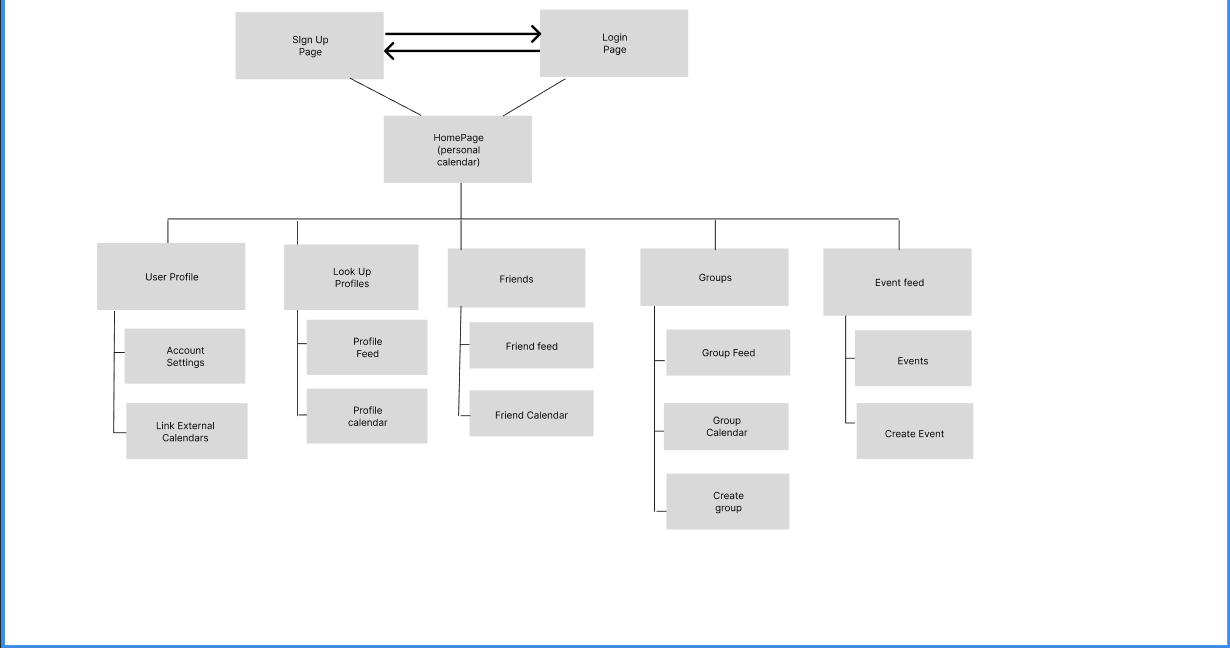 SIgn Up
Page
Login
Page
HomePage
(personal
calendar)
User Profile
Look Up
Profiles
Friends
Groups
Event feed
Account
Settings
Profile
Feed
Friend feed
Group Feed
Events
Link External
Calendars
Profile
calendar
Friend Calendar
Group
Calendar
Create Event
Create
group